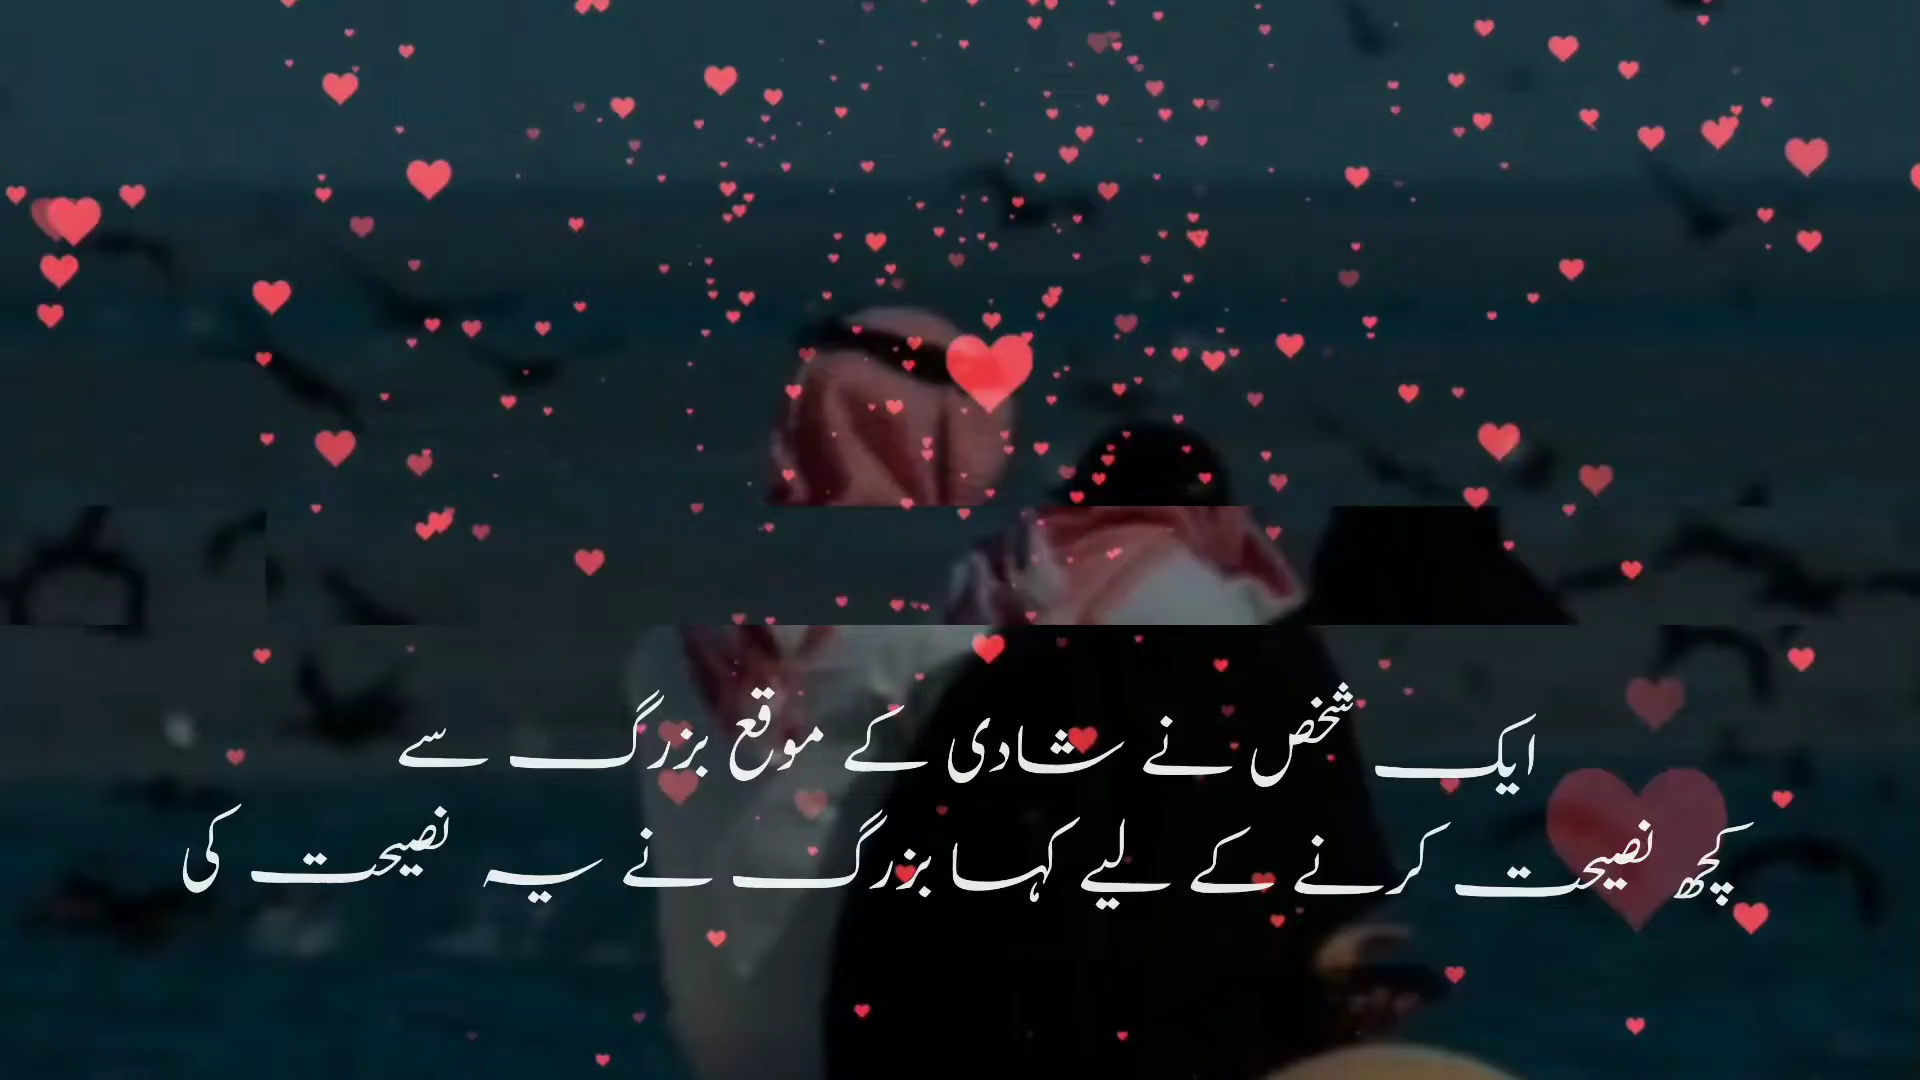 ایک شخص نے شادی کے موقع بزرگ سے
کچھ نصیحت کرنے کے لیے کہا بزرگ نے یہ نصیحت کی